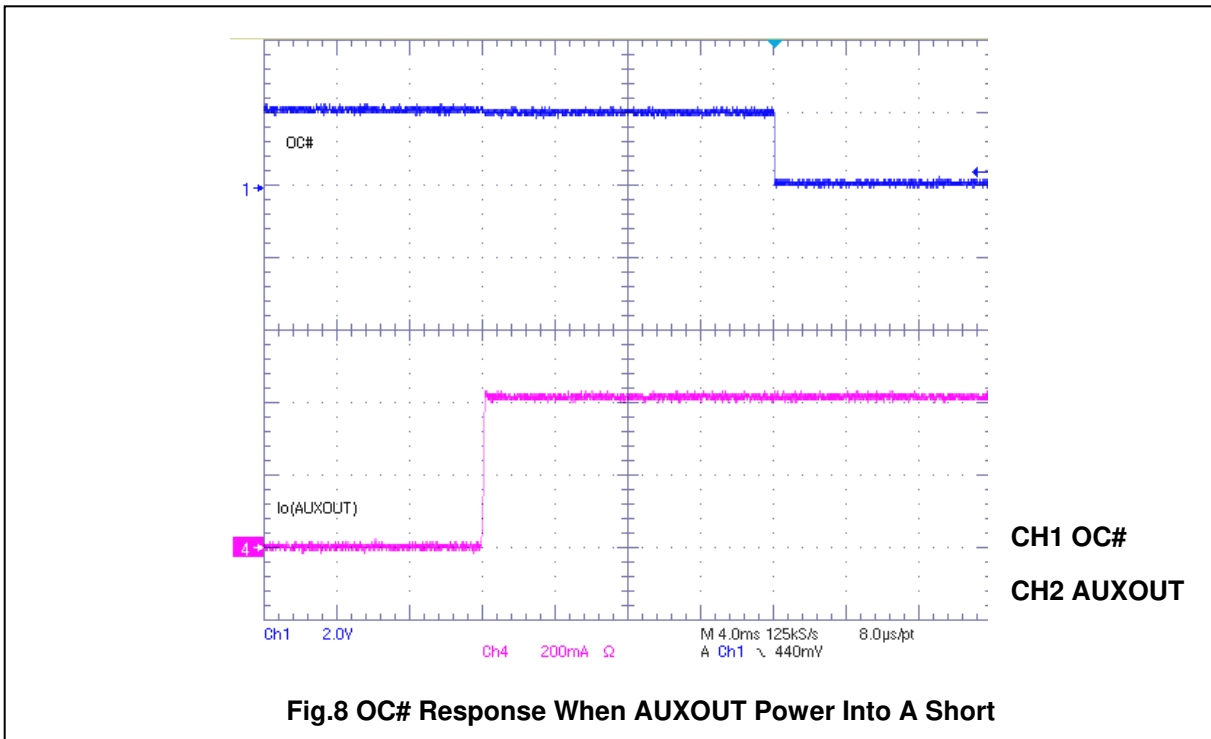 OC#
1
Io(AUXOUT)
4
CH1 OC#
CH2 AUXOUT
Ch1 2.0V M 4.0ms 125kS/s 8.0µs/pt
Ch4 200mA Ω A Ch1 \ 440mV
Fig.8 OC# Response When AUXOUT Power Into A Short